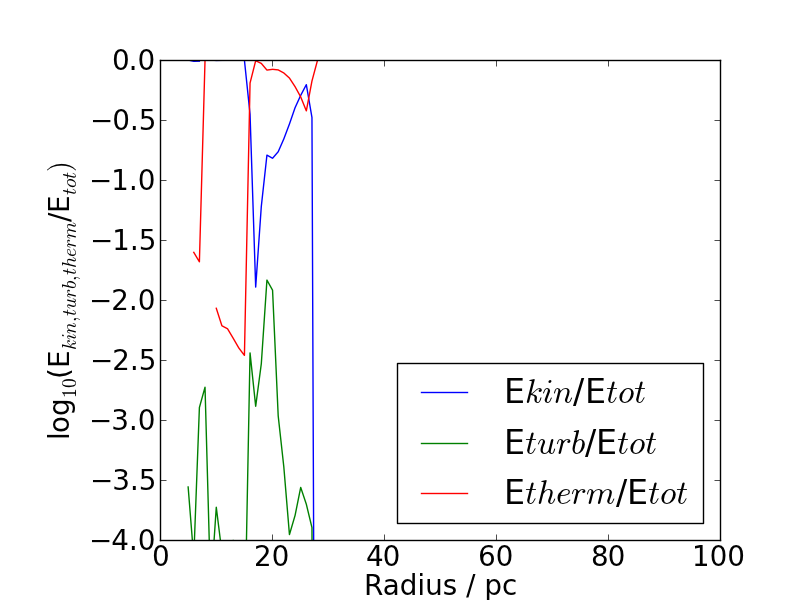 0.0
−0.5
−1.0
−1.5
−2.0
−2.5
−3.0
−3.5
−4.0
log10(Ekin,turb,therm/Etot)
Ekin/Etot
Eturb/Etot
Etherm/Etot
0 20 40 60 80 100
Radius / pc